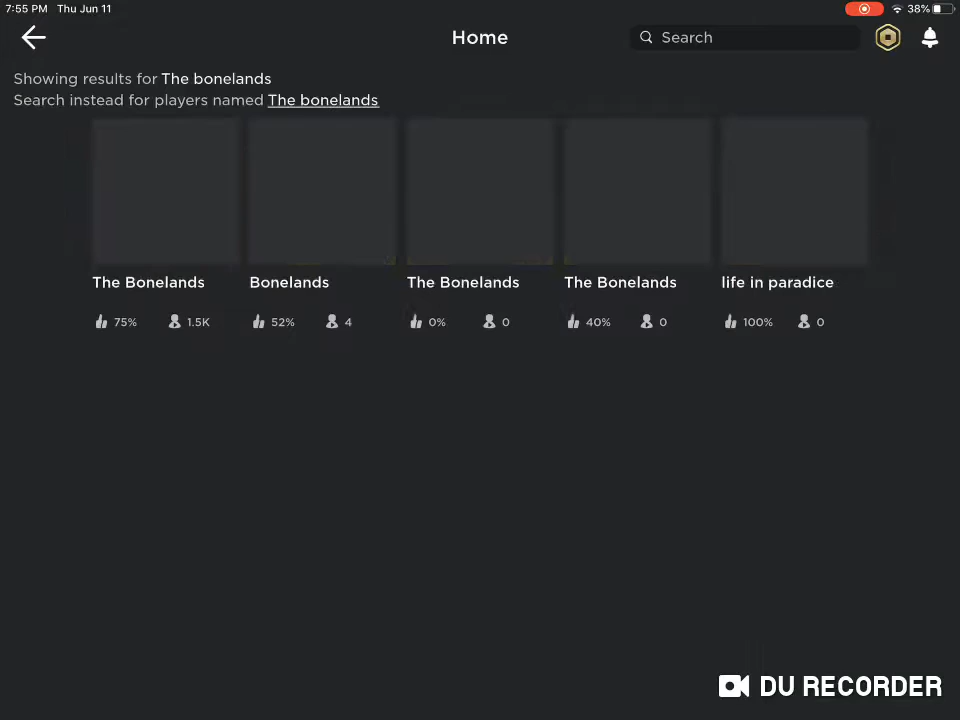 7:55 PM Thu Jun 11 38%
Home
Search
Showing results for The bonelands
Search instead for players named The bonelands
The Bonelands Bonelands The Bonelands The Bonelands life in paradice
75% 1.5K 52% 4 0% 0 40% 0 100% 0
DU RECORDER